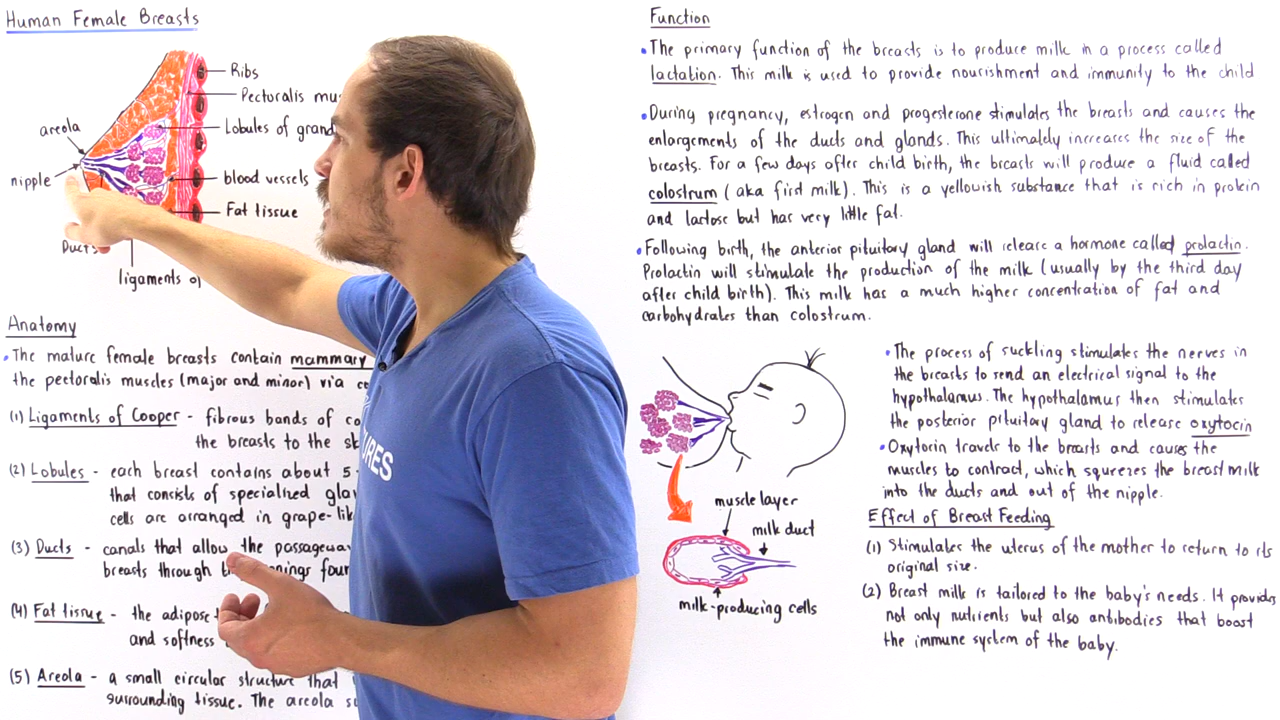 Human Female Breasts
Ribs
Pectoralis mu
areola
Lobules of gland
nipple
blood vessels
Fat tissue
Ducts
ligaments o
Anatomy
• The mature female breasts contain mammary
the pectoralis muscles (major and minor) via co
(1) Ligaments of Cooper - fibrous bands of co
the breasts to the sk
(2) Lobules - each breast contains about 5-
that consists of specialized gla
cells are arranged in grape-lik
(3) Ducts - canals that allow the passageway
breasts through t enings four
(4) Fat tissue - the adipose t
and softness
(5) Areola - a small circular structure that
surrounding tissue. The areola s
URES
Function
• The primary function of the breasts is to produce milk in a process called
lactation. This milk is used to provide nourishment and immunity to the child
• During pregnancy, estrogen and progesterone stimulates the breasts and causes the
enlargements of the ducts and glands. This ultimately increases the size of the
breasts. For a few days after child birth, the breasts will produce a fluid called
colostrum (aka first milk). This is a yellowish substance that is rich in protein
and lactose but has very little fat.
• Following birth, the anterior pituitary gland will release a hormone called prolactin.
Prolactin will stimulate the production of the milk (usually by the third day
after child birth). This milk has a much higher concentration of fat and
carbohydrates than colostrum.
• The process of suckling stimulates the nerves in
the breasts to send an electrical signal to the
hypothalamus. The hypothalamus then stimulates
the posterior pituitary gland to release oxytocin
• Oxytocin travels to the breasts and causes the
muscles to contract, which squeezes the breast milk
into the ducts and out of the nipple.
muscle layer
milk duct
milk-producing cells
Effect of Breast Feeding
(1) Stimulates the uterus of the mother to return to its
original size.
(2) Breast milk is tailored to the baby's needs. It provides
not only nutrients but also antibodies that boost
the immune system of the baby.